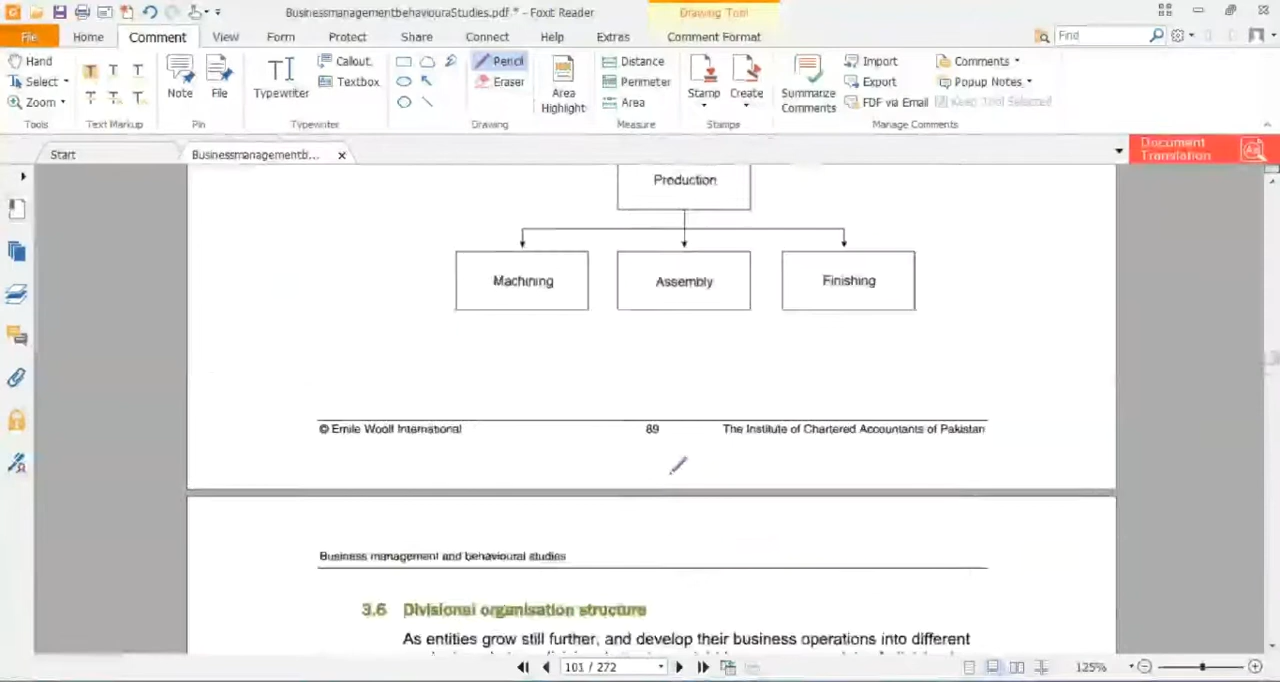 BusinessmanagementbehaviouraStudies.pdf * - Foxit Reader
Drawing Tool
File
Home
Comment
View
Form
Protect
Share
Connect
Help
Extras
Comment Format
Find
Hand
Select
Zoom
Tools
Text Markup
Note
File
Pin
Typewriter
Callout
Textbox
Typewriter
Drawing
Pencil
Eraser
Area
Highlight
Distance
Perimeter
Area
Measure
Stamp
Create
Stamps
Summarize
Comments
Import
Export
FDF via Email
Comments
Popup Notes
Keep Tool Selected
Manage Comments
Start
Businessmanagementb...
Document
Translation
Production
Machining
Assembly
Finishing
© Emile Woolf International
89
The Institute of Chartered Accountants of Pakistan
Business management and behavioural studies
3.6 Divisional organisation structure
As entities grow still further, and develop their business operations into different
101 / 272
125%